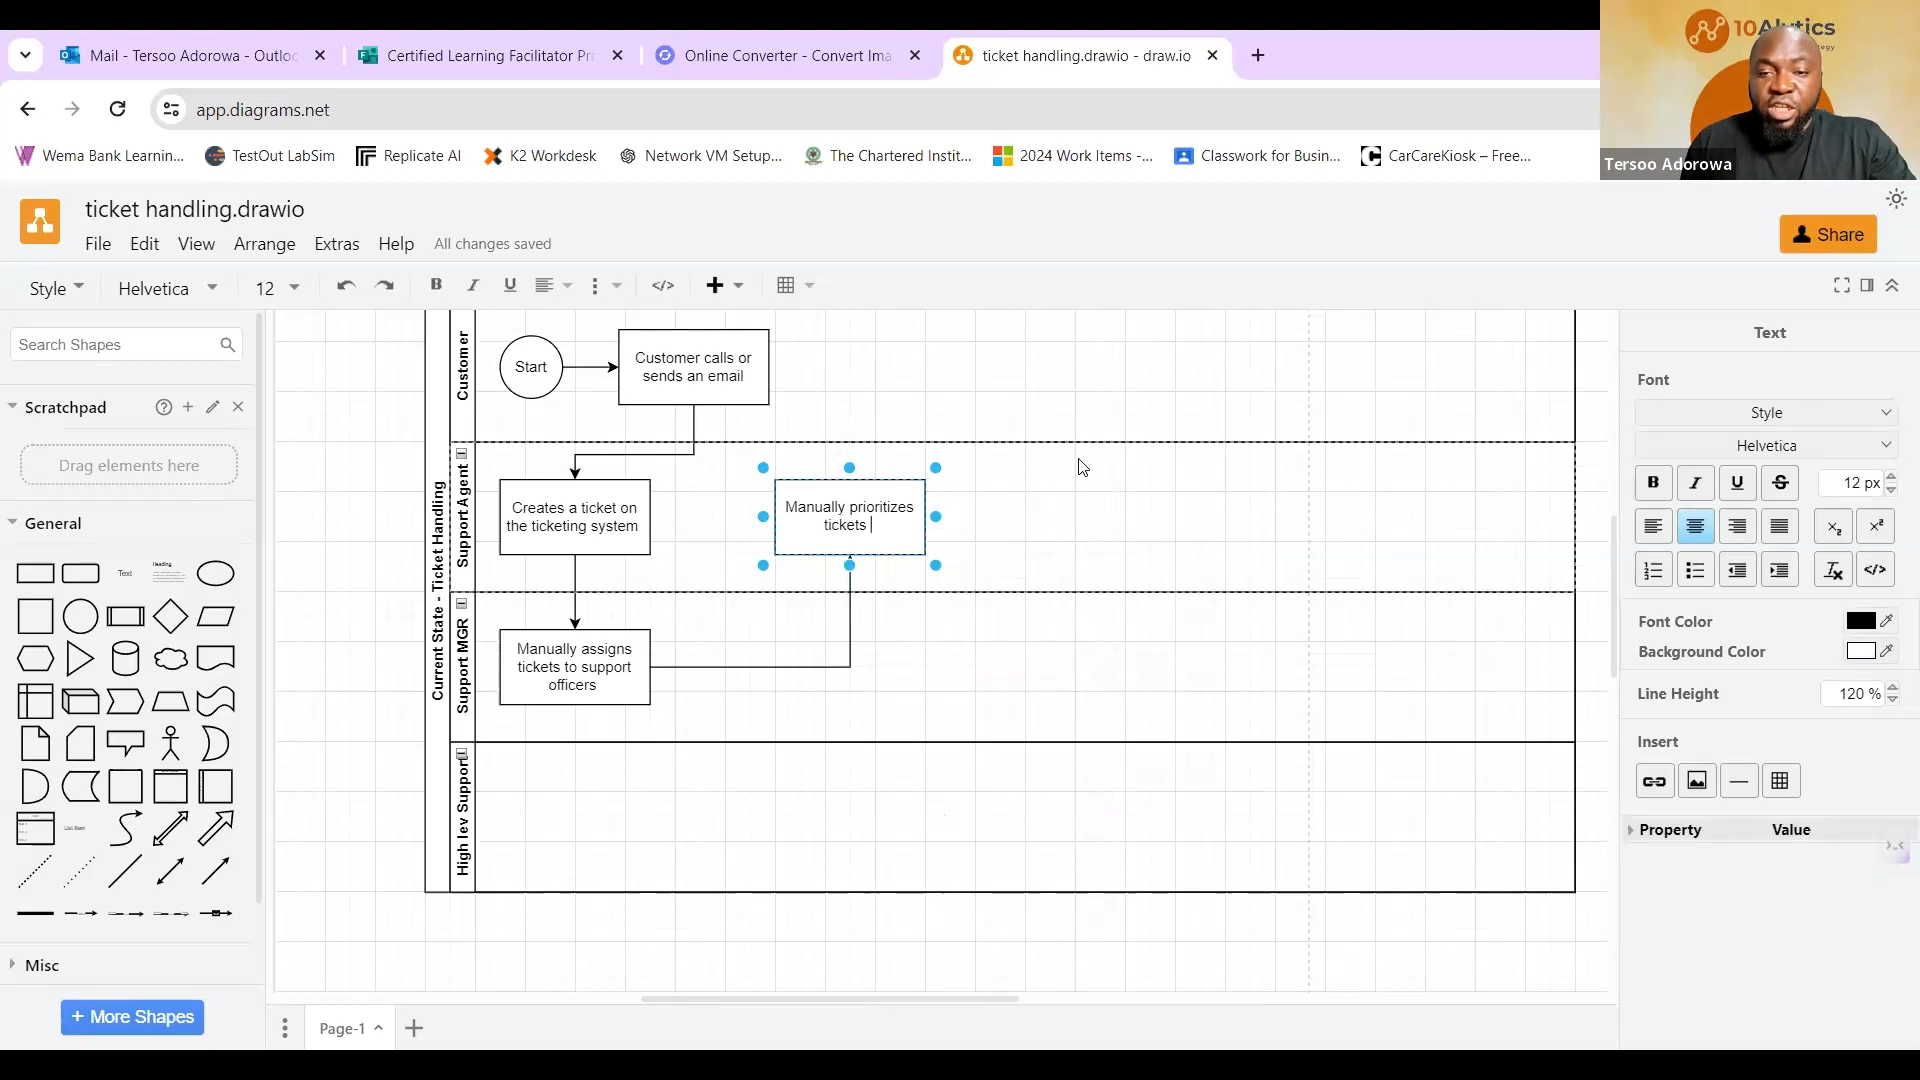 Mail - Tersoo Adorowa - Outloc
Certified Learning Facilitator Pro
Online Converter - Convert Ima
ticket handling.drawio - draw.io
10Alytics
app.diagrams.net
Wema Bank Learnin...
TestOut LabSim
Replicate AI
K2 Workdesk
Network VM Setup...
The Chartered Instit...
2024 Work Items -...
Classwork for Busin...
CarCareKiosk – Free...
Tersoo Adorowa
ticket handling.drawio
File Edit View Arrange Extras Help All changes saved
Share
Style Helvetica 12
B I U
Search Shapes
Scratchpad
Drag elements here
General
Text
Heading
List Item
Misc
+ More Shapes
Current State - Ticket Handling
Customer
Start
Customer calls or
sends an email
Support Agent
Creates a ticket on
the ticketing system
Manually prioritizes
tickets
Support MGR
Manually assigns
tickets to support
officers
High lev Support
Page-1
Text
Font
Style
Helvetica
B I U S 12 px
Font Color
Background Color
Line Height 120 %
Insert
Property Value